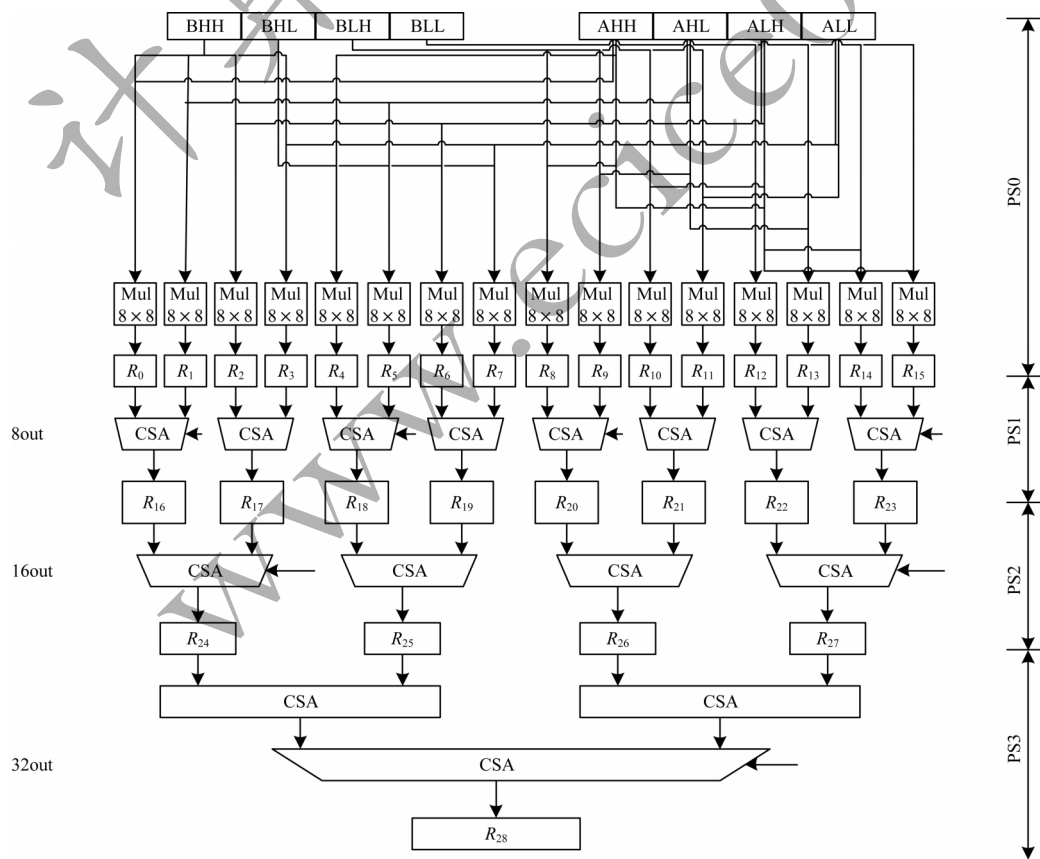 BHH BHL BLH BLL AHH AHL ALH ALL
PS0
Mul 8×8 Mul 8×8 Mul 8×8 Mul 8×8 Mul 8×8 Mul 8×8 Mul 8×8 Mul 8×8 Mul 8×8 Mul 8×8 Mul 8×8 Mul 8×8 Mul 8×8 Mul 8×8 Mul 8×8 Mul 8×8
R0 R1 R2 R3 R4 R5 R6 R7 R8 R9 R10 R11 R12 R13 R14 R15
8out CSA CSA CSA CSA CSA CSA CSA CSA
PS1
R16 R17 R18 R19 R20 R21 R22 R23
16out CSA CSA CSA CSA
PS2
R24 R25 R26 R27
CSA CSA
PS3
32out CSA
R28
www.ecice0